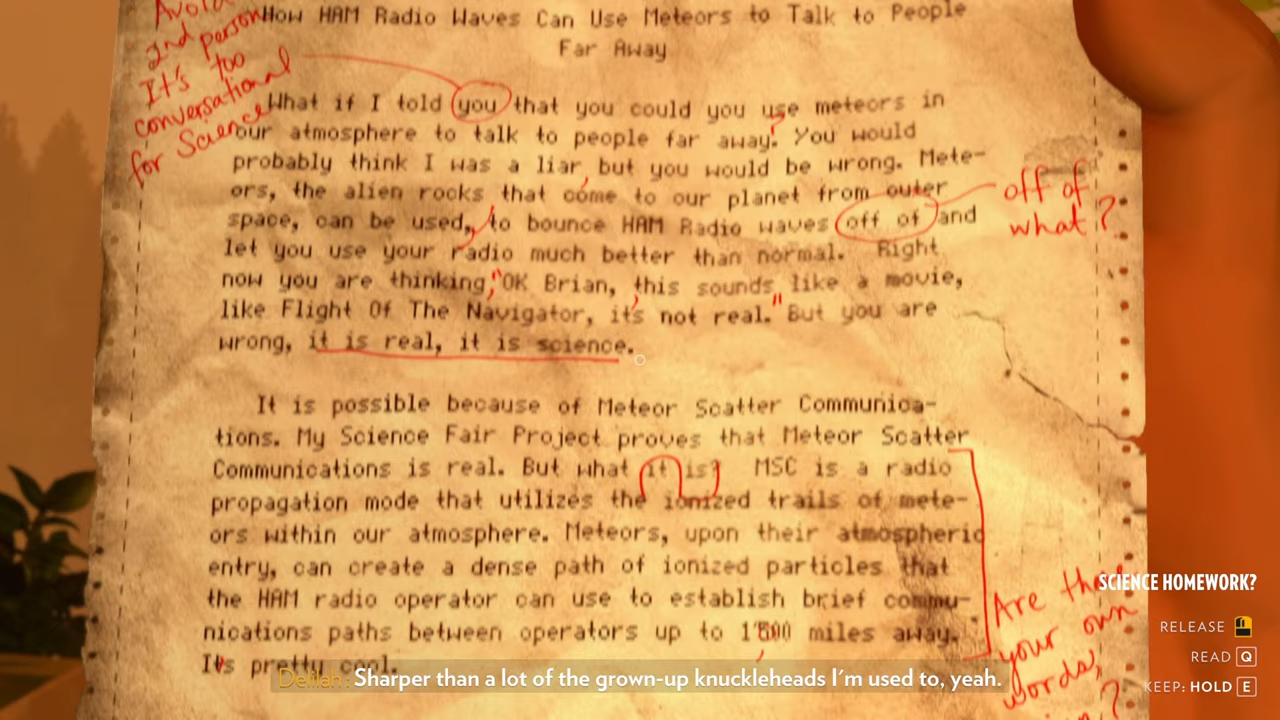 Avoid
2nd person
It's too
conversational
for Science
How HAM Radio Waves Can Use Meteors to Talk to People
Far Away
What if I told you that you could you use meteors in
our atmosphere to talk to people far away? You would
probably think I was a liar, but you would be wrong. Mete-
ors, the alien rocks that come to our planet from outer
space, can be used, to bounce HAM Radio waves off of and
let you use your radio much better than normal. Right
now you are thinking, "OK Brian, this sounds like a movie,
like Flight Of The Navigator, it's not real." But you are
wrong, it is real, it is science.
off of
what?
It is possible because of Meteor Scatter Communica-
tions. My Science Fair Project proves that Meteor Scatter
Communications is real. But what it is? MSC is a radio
propagation mode that utilizes the ionized trails of mete-
ors within our atmosphere. Meteors, upon their atmospheric
entry, can create a dense path of ionized particles that
the HAM radio operator can use to establish brief commu-
nications paths between operators up to 1,500 miles away.
It's pretty cool.
Are
your own
words,
SCIENCE HOMEWORK?
RELEASE
READ Q
KEEP: HOLD E
Delilah: Sharper than a lot of the grown-up knuckleheads I'm used to, yeah.